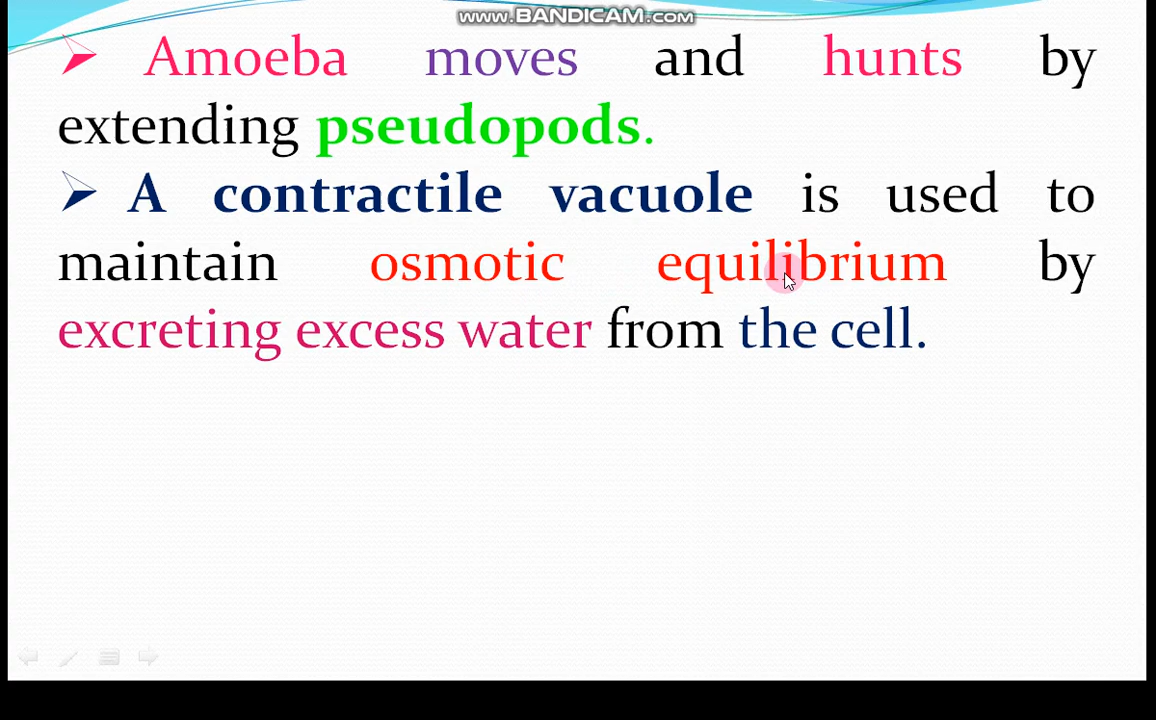 www.BANDICAM.com
Amoeba moves and hunts by
extending pseudopods.
A contractile vacuole is used to
maintain osmotic equilibrium by
excreting excess water from the cell.